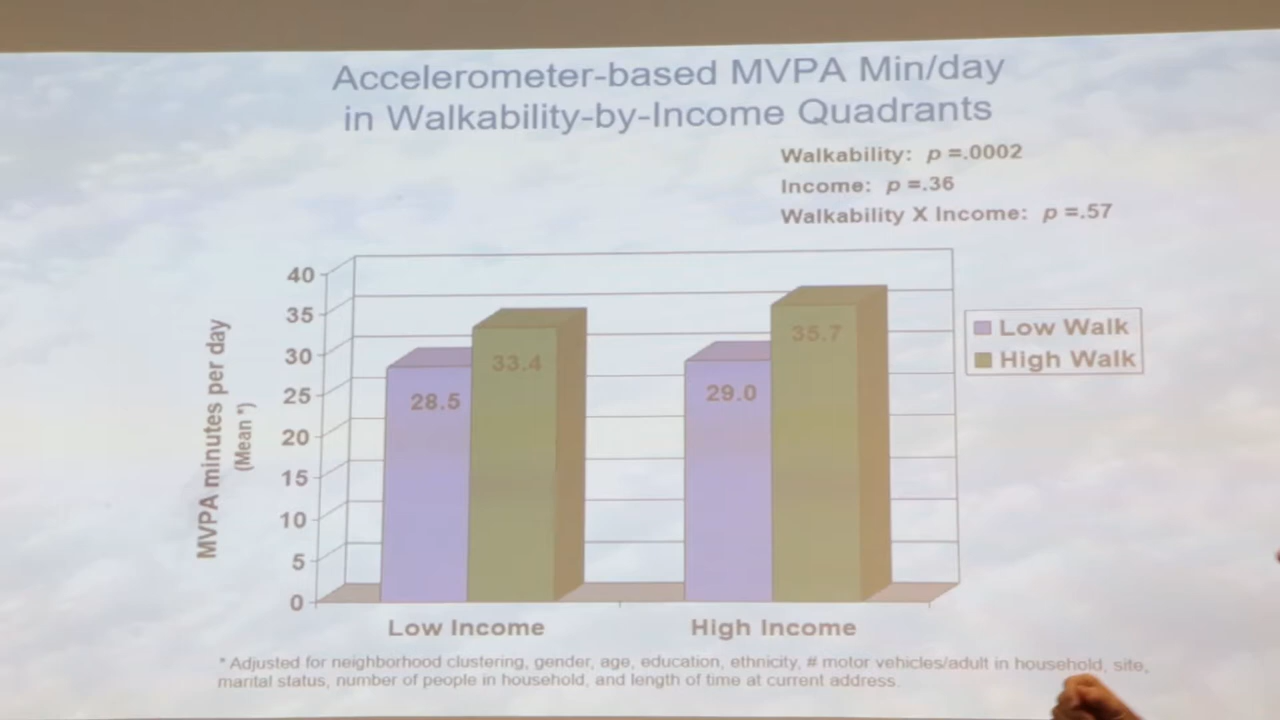 Accelerometer-based MVPA Min/day
in Walkability-by-Income Quadrants
Walkability: p =.0002
Income: p =.36
Walkability X Income: p =.57
MVPA minutes per day
(Mean *)
40
35
30
25
20
15
10
5
0
28.5
33.4
29.0
35.7
Low Walk
High Walk
Low Income
High Income
* Adjusted for neighborhood clustering, gender, age, education, ethnicity, # motor vehicles/adult in household, site,
marital status, number of people in household, and length of time at current address.